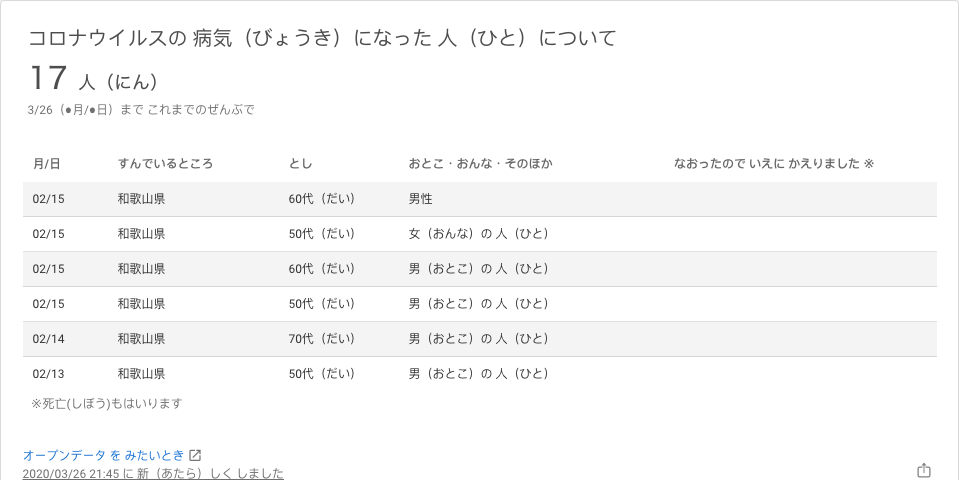 コロナウイルスの 病気（びょうき）になった 人（ひと）について
17 人（にん）
3/26（●月/●日）まで これまでのぜんぶで
月/日 すんでいるところ とし おとこ・おんな・そのほか なおったので いえに かえりました ※
02/15 和歌山県 60代（だい） 男性
02/15 和歌山県 50代（だい） 女（おんな）の 人（ひと）
02/15 和歌山県 60代（だい） 男（おとこ）の 人（ひと）
02/15 和歌山県 50代（だい） 男（おとこ）の 人（ひと）
02/14 和歌山県 70代（だい） 男（おとこ）の 人（ひと）
02/13 和歌山県 50代（だい） 男（おとこ）の 人（ひと）
※死亡(しぼう)もはいります
オープンデータ を みたいとき
2020/03/26 21:45 に 新（あたら）しく しました